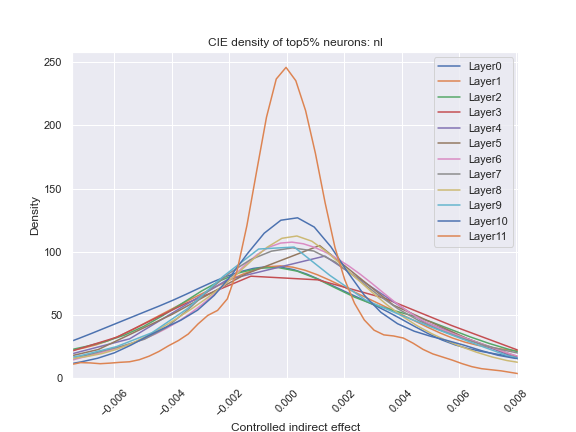 CIE density of top5% neurons: nl
Density
250
200
150
100
50
0
-0.006
-0.004
-0.002
0.000
0.002
0.004
0.006
0.008
Controlled indirect effect
Layer0
Layer1
Layer2
Layer3
Layer4
Layer5
Layer6
Layer7
Layer8
Layer9
Layer10
Layer11